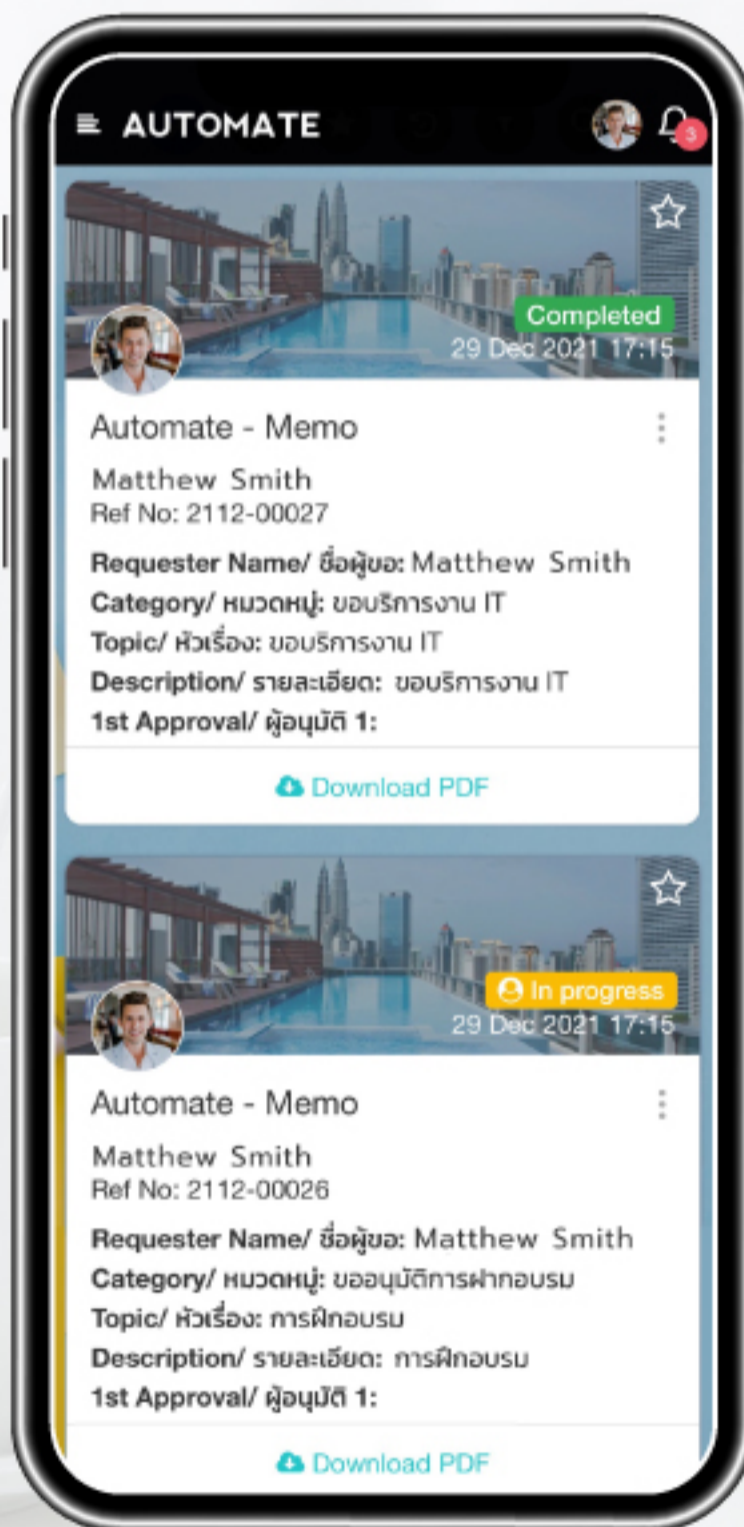 AUTOMATE
3
Completed
29 Dec 2021 17:15
Automate - Memo
Matthew Smith
Ref No: 2112-00027
Requester Name/ ชื่อผู้ขอ: Matthew Smith
Category/ หมวดหมู่: ขอบริการงาน IT
Topic/ หัวเรื่อง: ขอบริการงาน IT
Description/ รายละเอียด: ขอบริการงาน IT
1st Approval/ ผู้อนุมัติ 1:
Download PDF
In progress
29 Dec 2021 17:15
Automate - Memo
Matthew Smith
Ref No: 2112-00026
Requester Name/ ชื่อผู้ขอ: Matthew Smith
Category/ หมวดหมู่: ขออนุมัติการฝากอบรม
Topic/ หัวเรื่อง: การฝึกอบรม
Description/ รายละเอียด: การฝึกอบรม
1st Approval/ ผู้อนุมัติ 1:
Download PDF